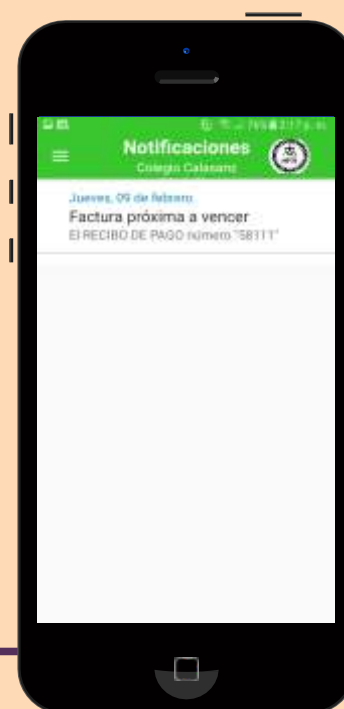 Notificaciones
Colegio Calasanz
Jueves, 09 de febrero
Factura próxima a vencer
El RECIBO DE PAGO número "58111"